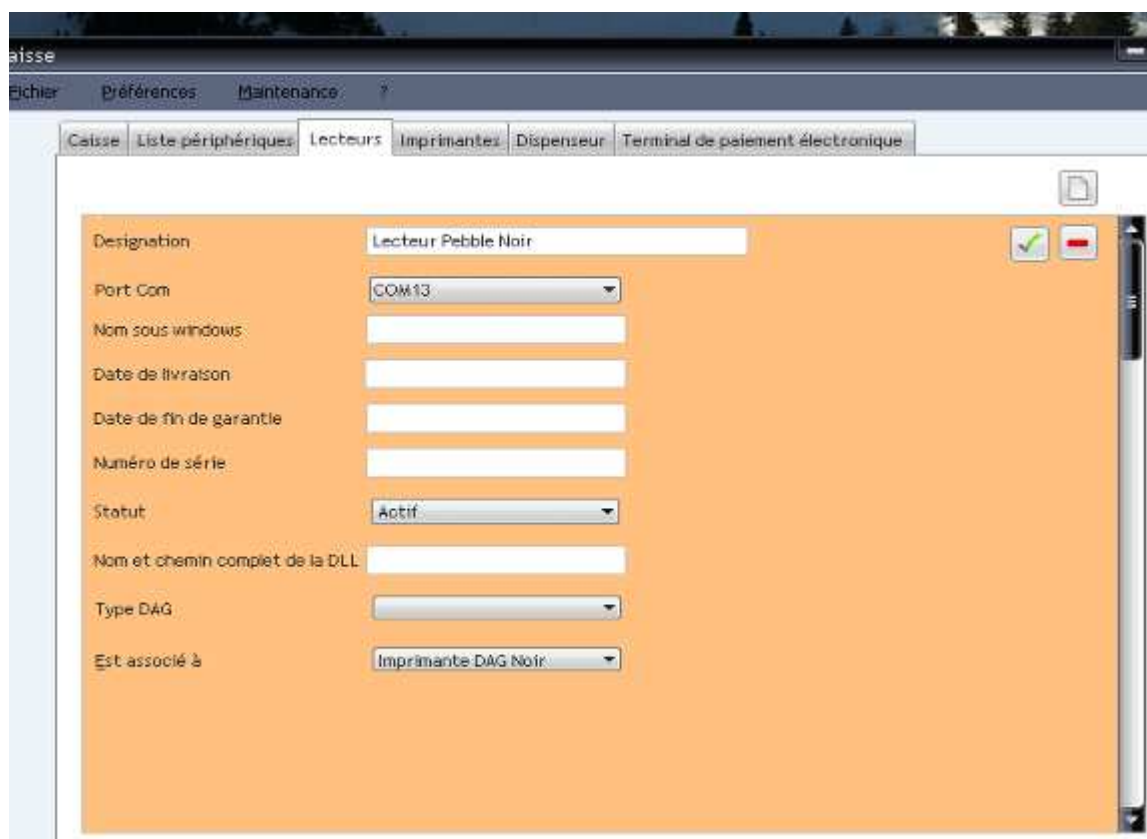 aisse
Fichier Préférences Maintenance ?
Caisse Liste périphériques Lecteurs Imprimantes Dispenseur Terminal de paiement électronique
Designation Lecteur Pebble Noir
Port Com COM13
Nom sous windows
Date de livraison
Date de fin de garantie
Numéro de série
Statut Actif
Nom et chemin complet de la DLL
Type DAG
Est associé à Imprimante DAG Noir